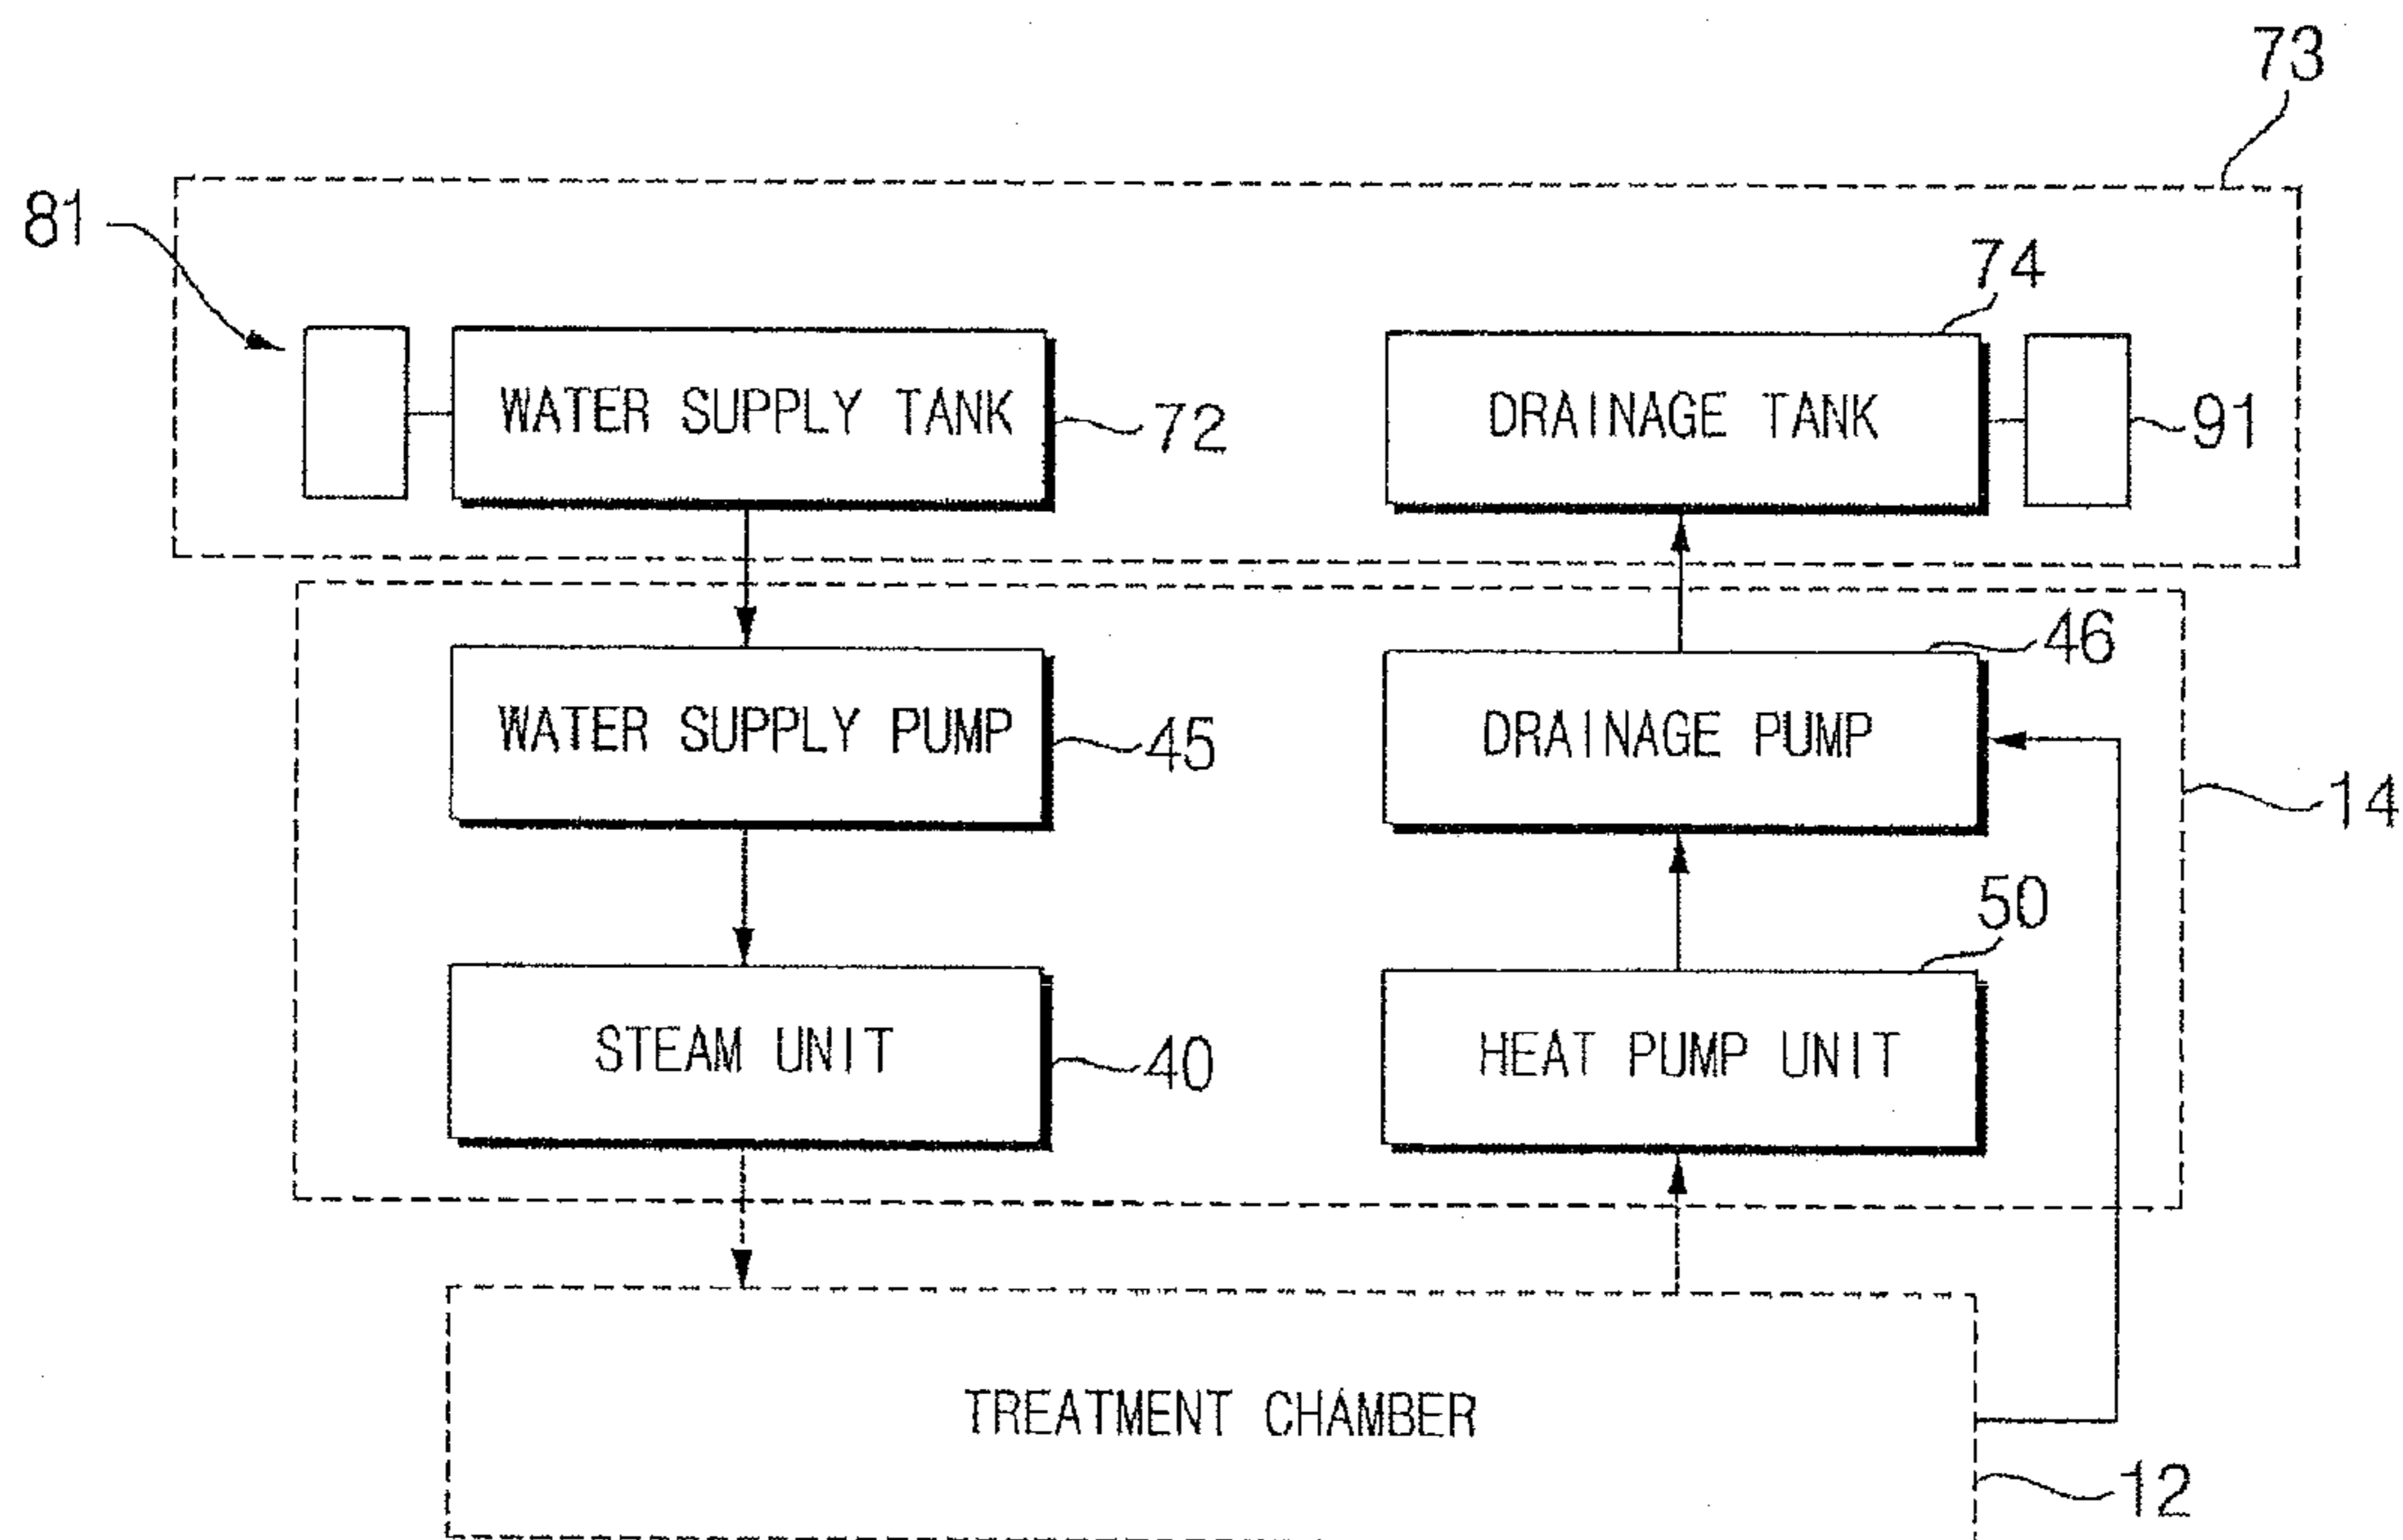 73
81
74
WATER SUPPLY TANK
72
DRAINAGE TANK
91
46
WATER SUPPLY PUMP
45
DRAINAGE PUMP
14
50
STEAM UNIT
40
HEAT PUMP UNIT
TREATMENT CHAMBER
12